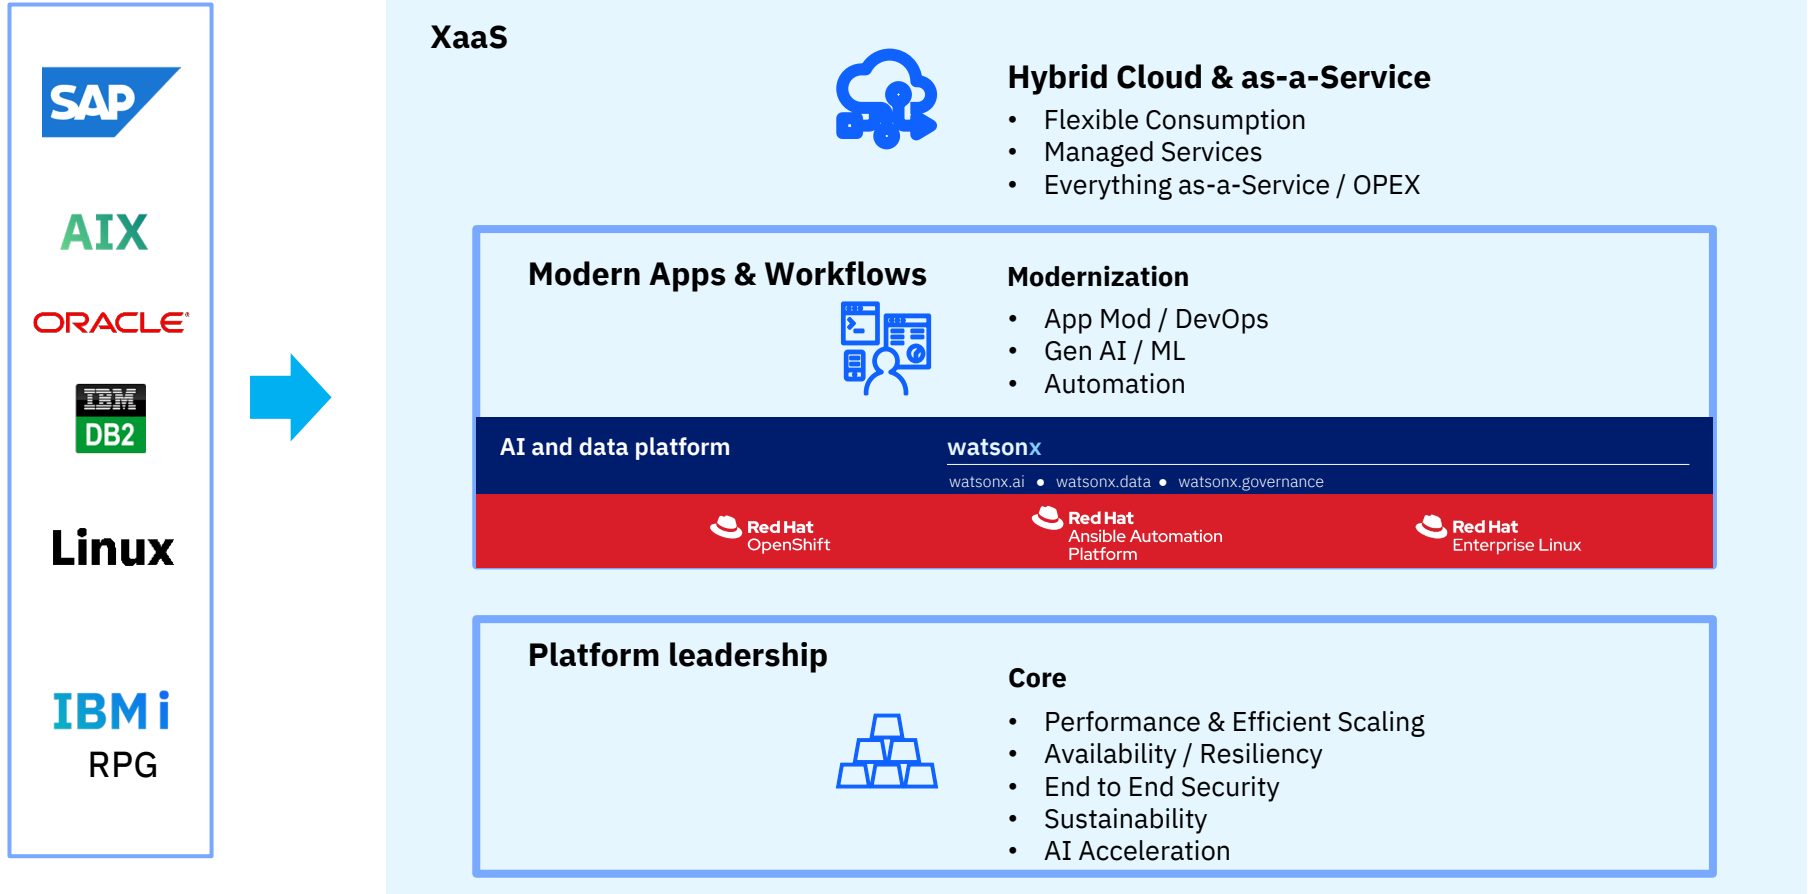 SAP
AIX
ORACLE®
IBM
DB2
Linux
IBM i
RPG
XaaS
Hybrid Cloud & as-a-Service
• Flexible Consumption
• Managed Services
• Everything as-a-Service / OPEX
Modern Apps & Workflows
Modernization
• App Mod / DevOps
• Gen AI / ML
• Automation
AI and data platform
watsonx
watsonx.ai ● watsonx.data ● watsonx.governance
Red Hat
OpenShift
Red Hat
Ansible Automation
Platform
Red Hat
Enterprise Linux
Platform leadership
Core
• Performance & Efficient Scaling
• Availability / Resiliency
• End to End Security
• Sustainability
• AI Acceleration